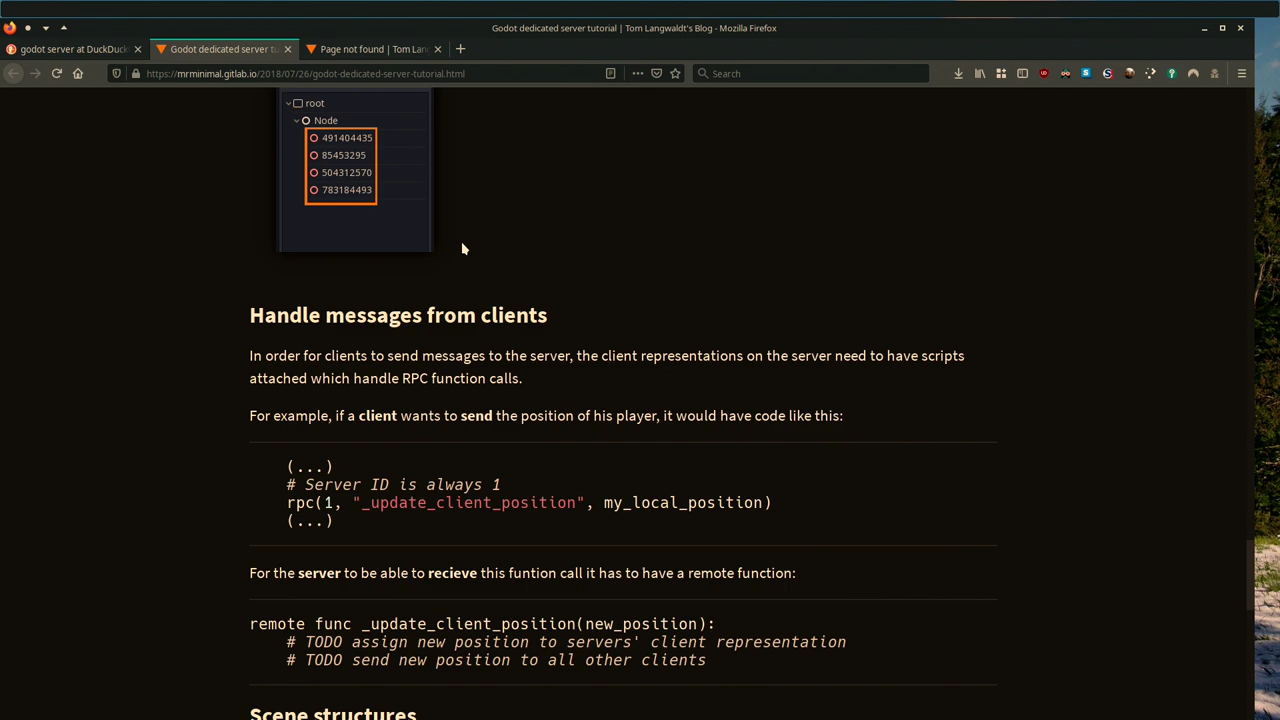 Godot dedicated server tutorial | Tom Langwaldt's Blog - Mozilla Firefox
godot server at DuckDuck
Godot dedicated server tu
Page not found | Tom Lan
https://mrminimal.gitlab.io/2018/07/26/godot-dedicated-server-tutorial.html
Search
root
Node
491404435
85453295
504312570
783184493
Handle messages from clients
In order for clients to send messages to the server, the client representations on the server need to have scripts
attached which handle RPC function calls.
For example, if a client wants to send the position of his player, it would have code like this:
(...)
# Server ID is always 1
rpc(1, "_update_client_position", my_local_position)
(...)
For the server to be able to recieve this funtion call it has to have a remote function:
remote func _update_client_position(new_position):
# TODO assign new position to servers' client representation
# TODO send new position to all other clients
Scene structures